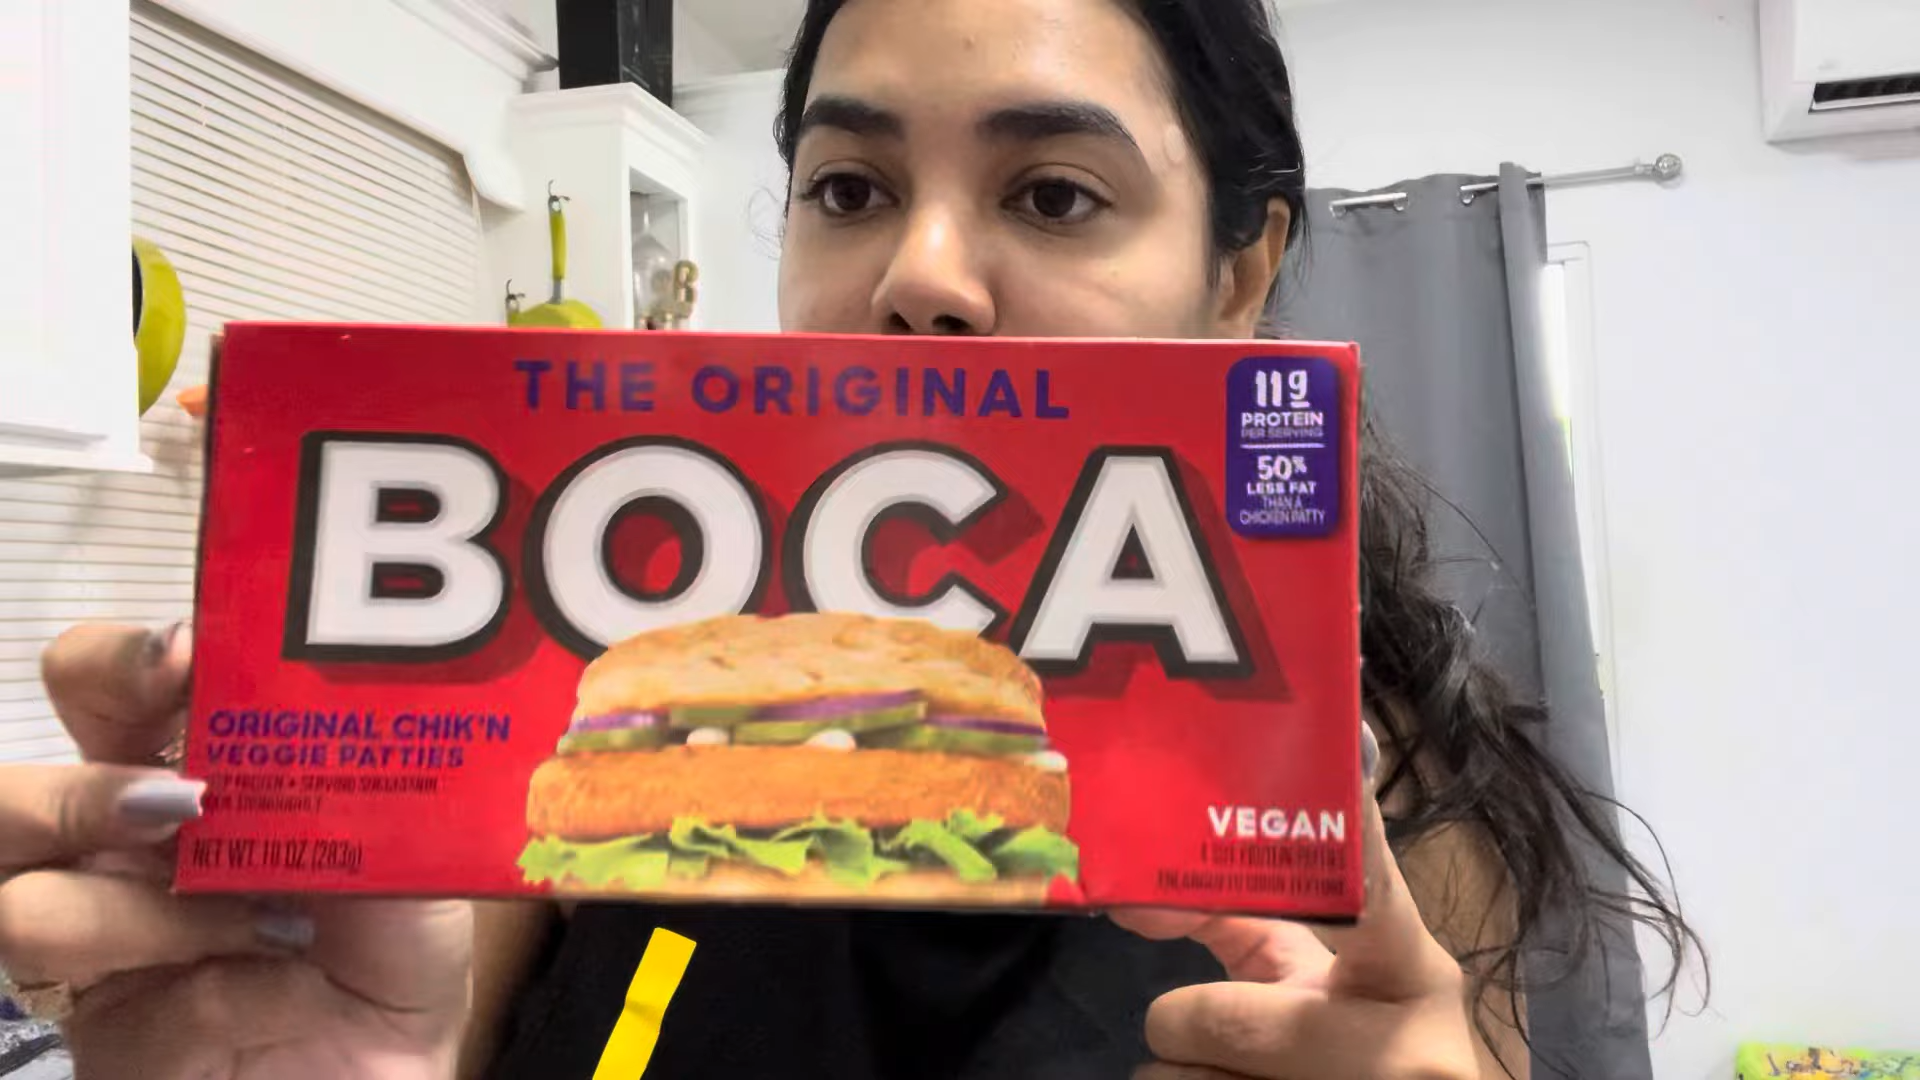 THE ORIGINAL
BOCA
11g
PROTEIN
PER SERVING
50%
LESS FAT
THAN A
CHICKEN PATTY
ORIGINAL CHIK'N
VEGGIE PATTIES
NET WT. 10 OZ (283g)
VEGAN